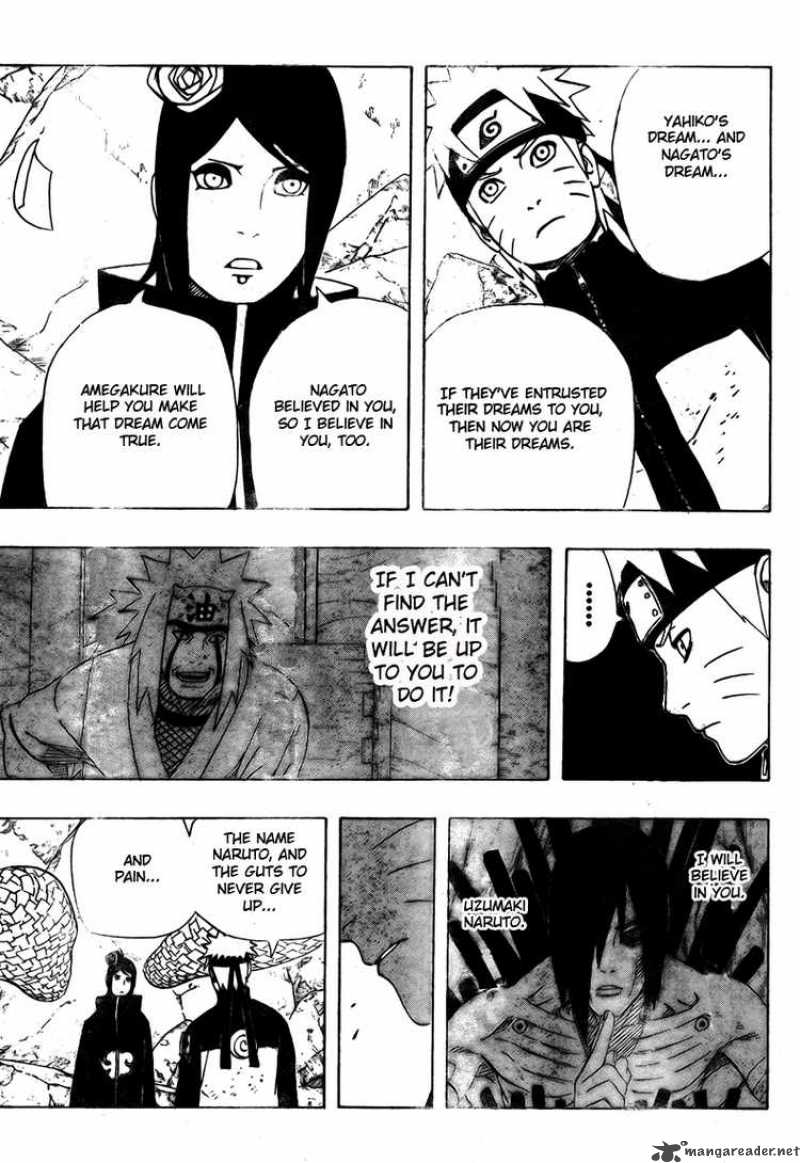 YAHIKO'S
DREAM... AND
NAGATO'S
DREAM...
IF THEY'VE ENTRUSTED
THEIR DREAMS TO YOU,
THEN NOW YOU ARE
THEIR DREAMS.
NAGATO
BELIEVED IN YOU,
SO I BELIEVE IN
YOU, TOO.
AMEGAKURE WILL
HELP YOU MAKE
THAT DREAM COME
TRUE.
......
IF I CAN'T
FIND THE
ANSWER, IT
WILL BE UP
TO YOU TO
DO IT!
油
I WILL
BELIEVE
IN YOU.
UZUMAKI
NARUTO.
THE NAME
NARUTO, AND
THE GUTS TO
NEVER GIVE
UP...
AND
PAIN...
mangareader.net